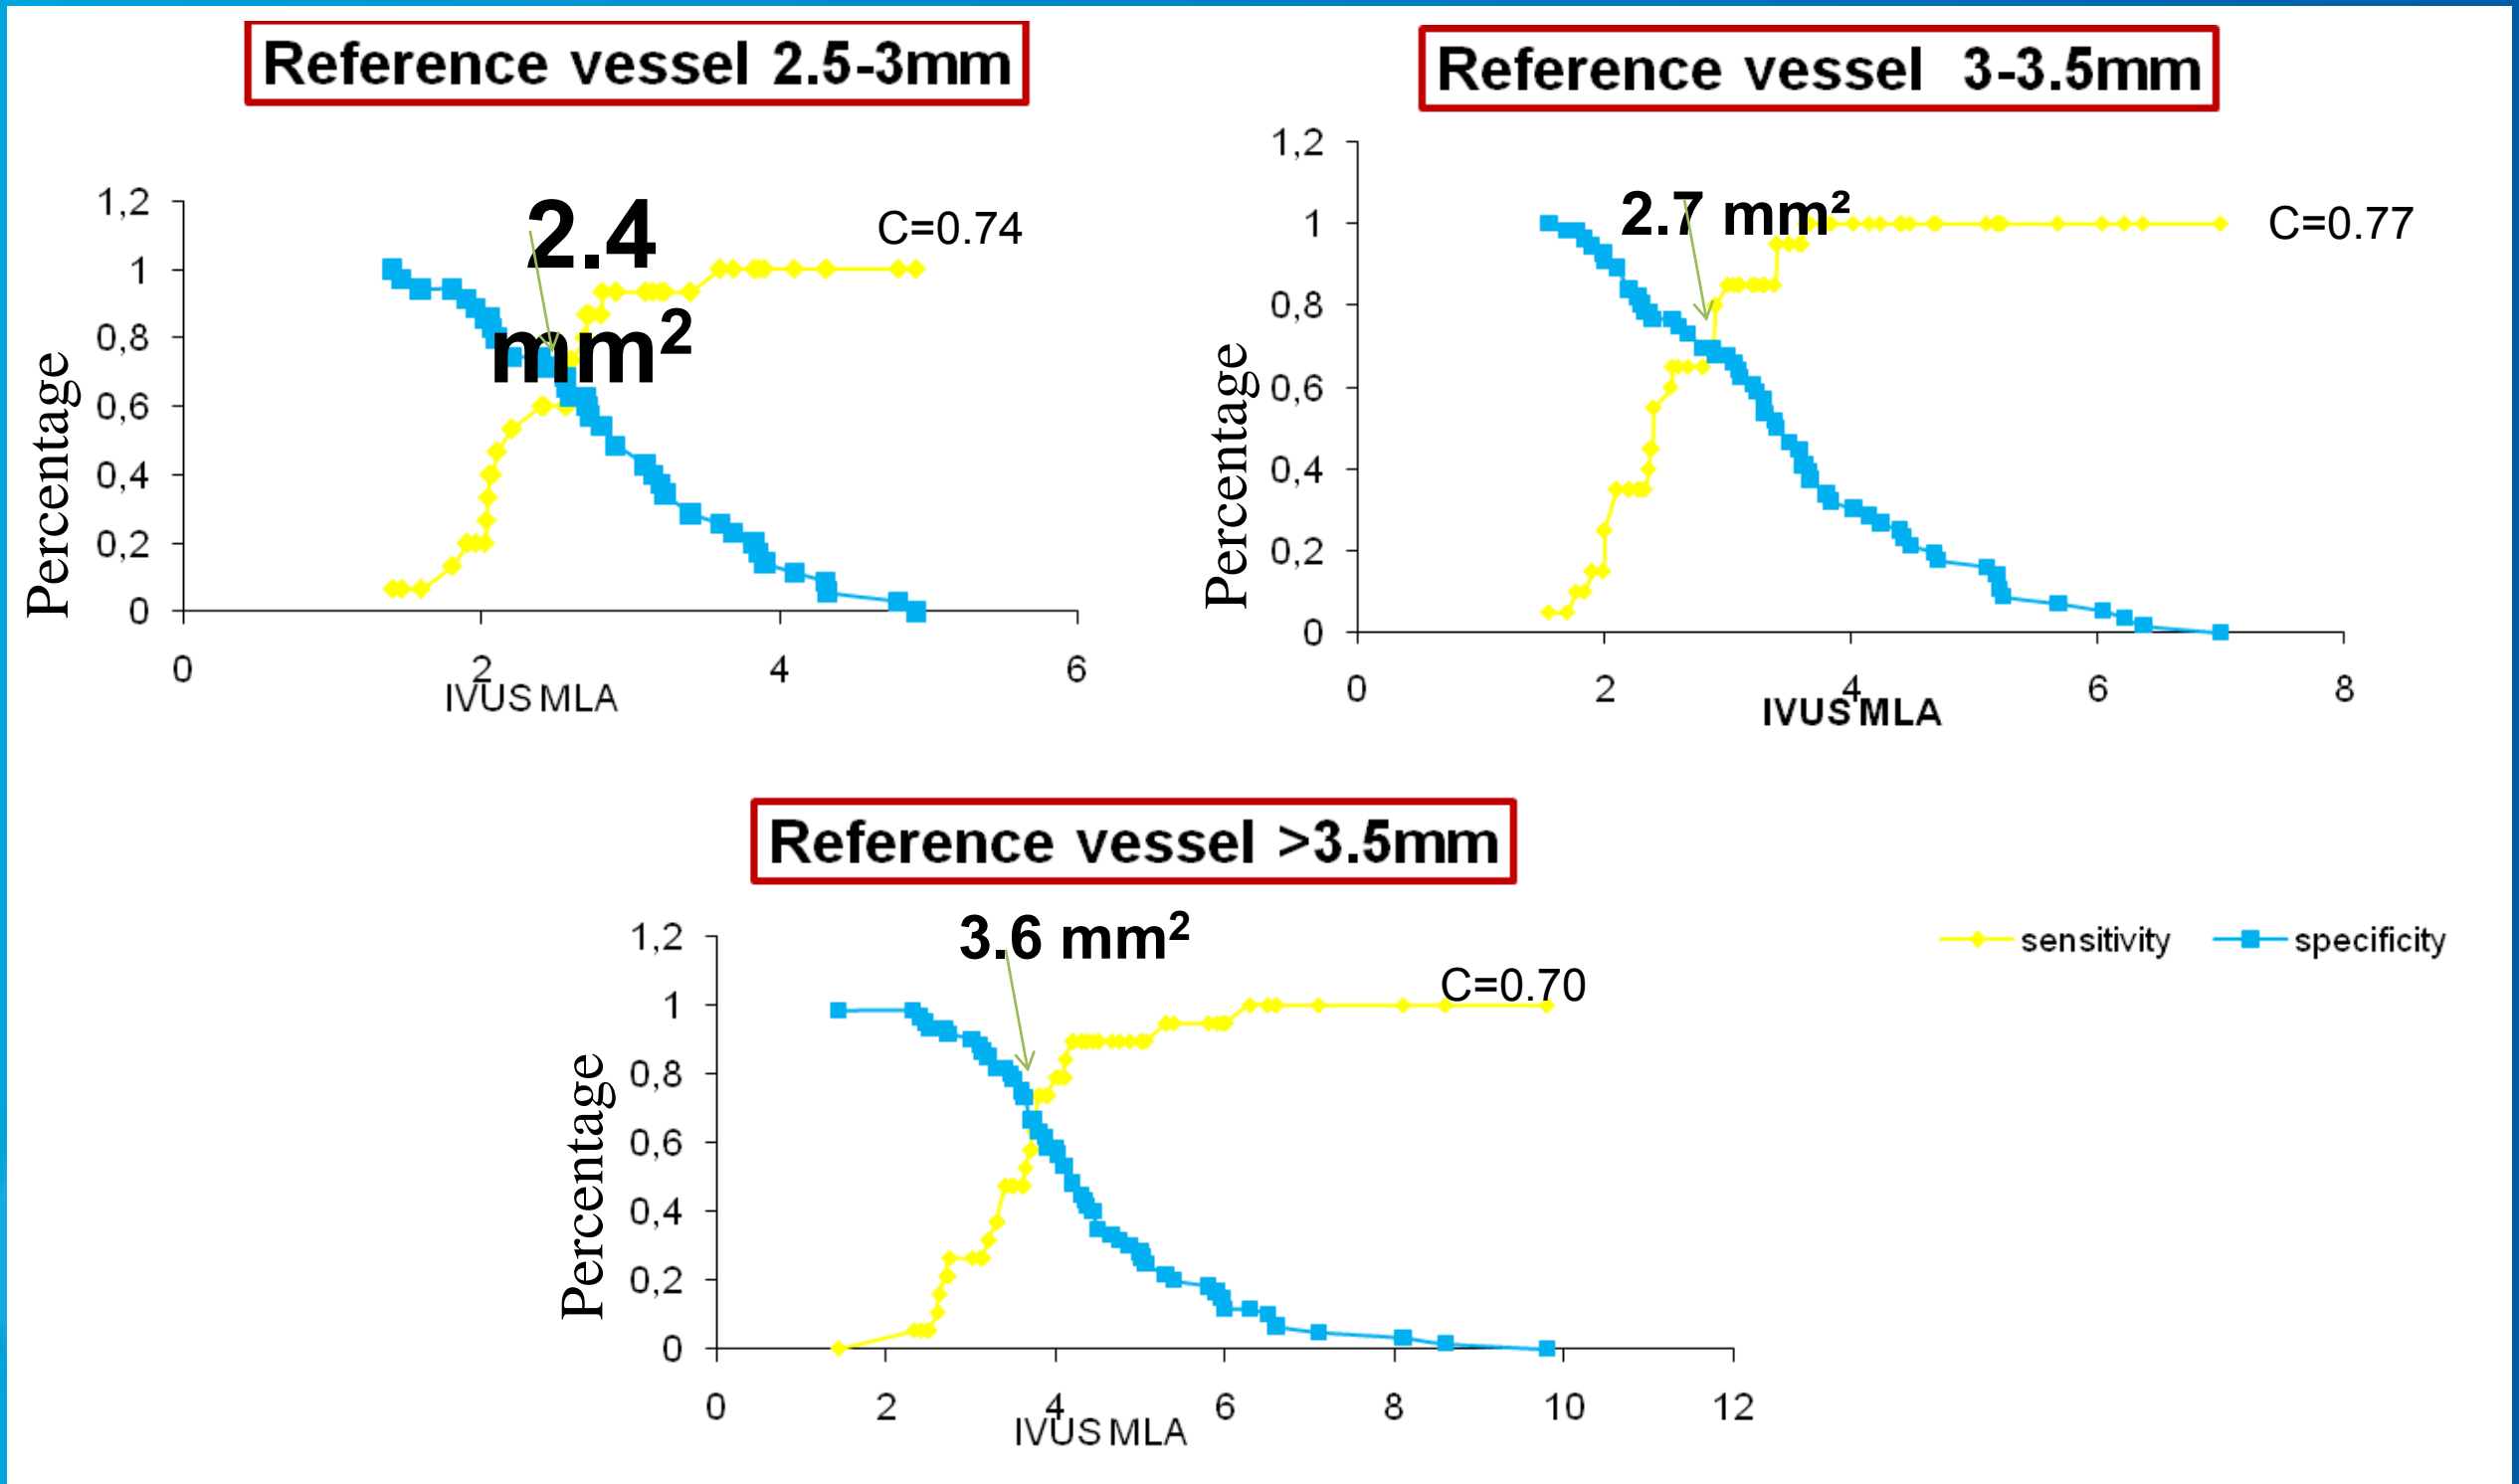 Reference vessel 2.5-3mm
2.4
mm²
C=0.74
1,2
1
0,8
0,6
0,4
0,2
0
Percentage
0 2 4 6
IVUS MLA
Reference vessel 3-3.5mm
2.7 mm²
C=0.77
1,2
1
0,8
0,6
0,4
0,2
0
Percentage
0 2 4 6 8
IVUS MLA
Reference vessel >3.5mm
3.6 mm²
C=0.70
1,2
1
0,8
0,6
0,4
0,2
0
Percentage
0 2 4 6 8 10 12
IVUS MLA
sensitivity specificity